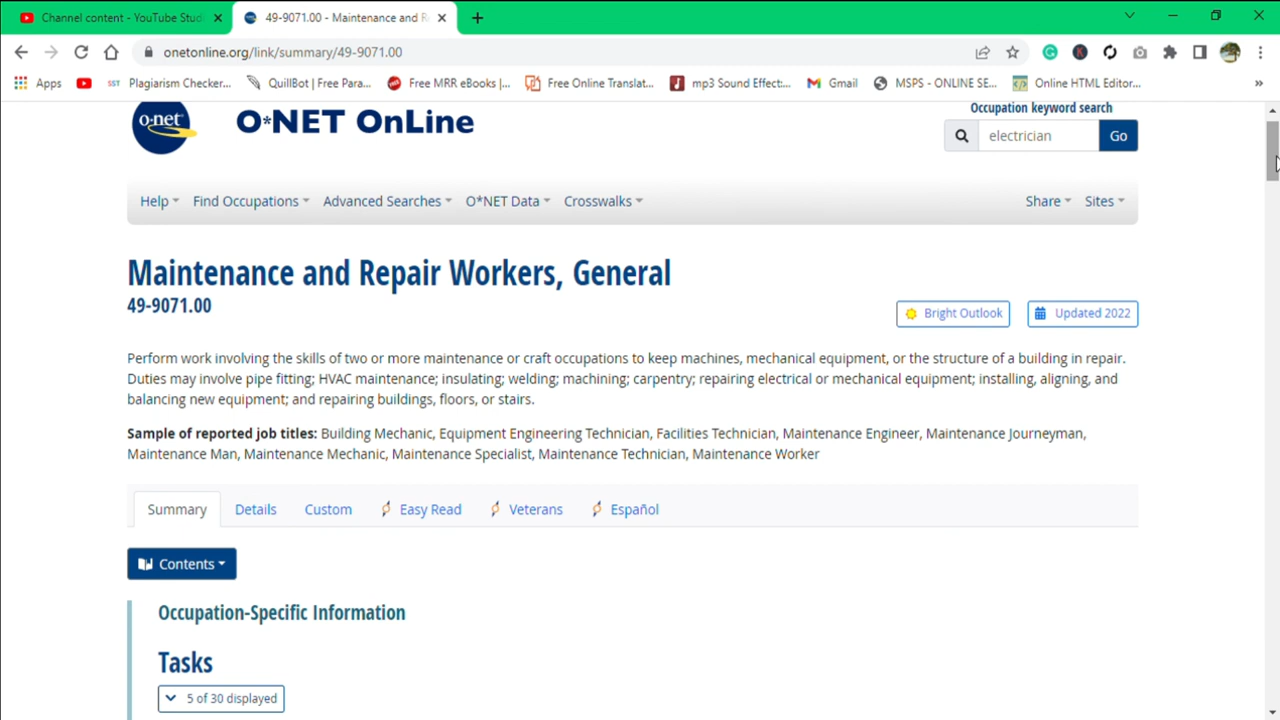 Channel content - YouTube Stud
49-9071.00 - Maintenance and R
onetonline.org/link/summary/49-9071.00
Apps
SST Plagiarism Checker...
QuillBot | Free Para...
Free MRR eBooks |...
Free Online Translat...
mp3 Sound Effect:...
Gmail
MSPS - ONLINE SE...
Online HTML Editor...
»
o·net
O*NET OnLine
Occupation keyword search
electrician
Go
Help
Find Occupations
Advanced Searches
O*NET Data
Crosswalks
Share
Sites
Maintenance and Repair Workers, General
49-9071.00
Bright Outlook
Updated 2022
Perform work involving the skills of two or more maintenance or craft occupations to keep machines, mechanical equipment, or the structure of a building in repair.
Duties may involve pipe fitting; HVAC maintenance; insulating; welding; machining; carpentry; repairing electrical or mechanical equipment; installing, aligning, and
balancing new equipment; and repairing buildings, floors, or stairs.
Sample of reported job titles: Building Mechanic, Equipment Engineering Technician, Facilities Technician, Maintenance Engineer, Maintenance Journeyman,
Maintenance Man, Maintenance Mechanic, Maintenance Specialist, Maintenance Technician, Maintenance Worker
Summary
Details
Custom
Easy Read
Veterans
Español
Contents
Occupation-Specific Information
Tasks
5 of 30 displayed